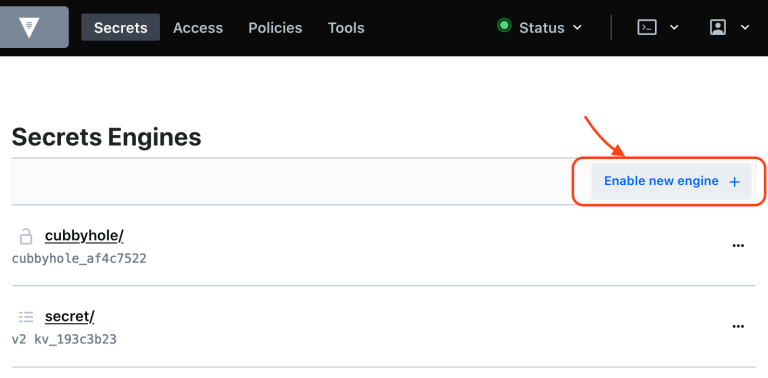 Secrets Access Policies Tools Status
Secrets Engines
Enable new engine +
cubbyhole/
cubbyhole_af4c7522
secret/
v2 kv_193c3b23